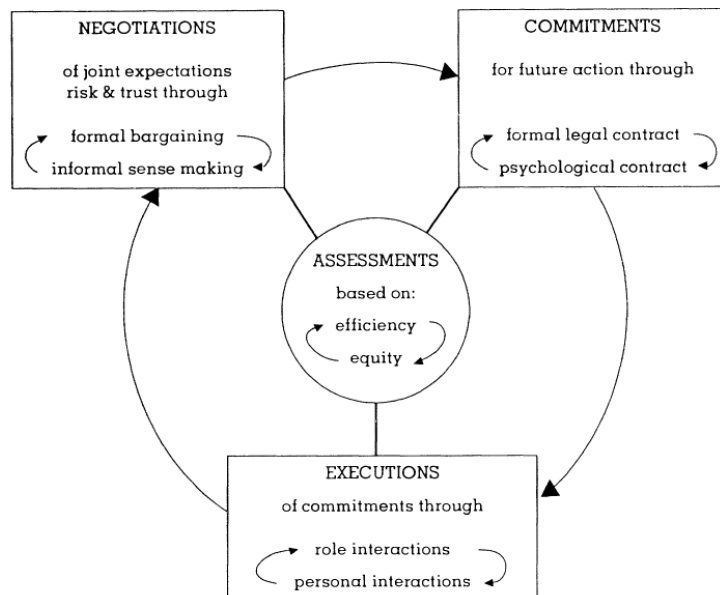 NEGOTIATIONS
of joint expectations
risk & trust through
formal bargaining
informal sense making
COMMITMENTS
for future action through
formal legal contract
psychological contract
ASSESSMENTS
based on:
efficiency
equity
EXECUTIONS
of commitments through
role interactions
personal interactions